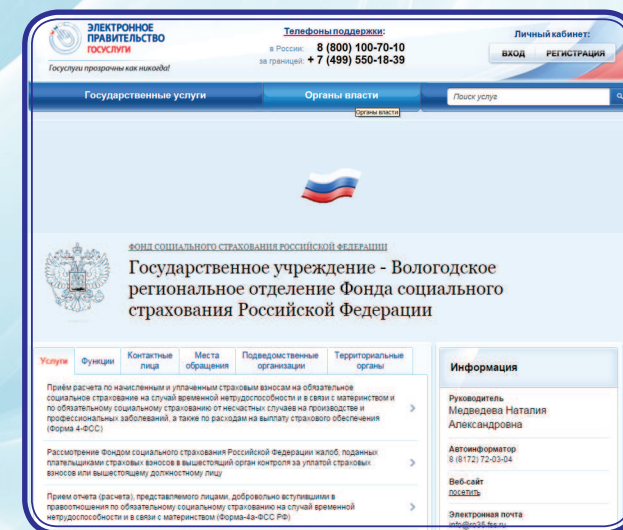 ЭЛЕКТРОННОЕ
ПРАВИТЕЛЬСТВО
ГОСУСЛУГИ
Госуслуги прозрачны как никогда!
Телефоны поддержки:
в России: 8 (800) 100-70-10
за границей: + 7 (499) 550-18-39
Личный кабинет:
ВХОД РЕГИСТРАЦИЯ
Государственные услуги
Органы власти
Поиск услуг
Органы власти
ФОНД СОЦИАЛЬНОГО СТРАХОВАНИЯ РОССИЙСКОЙ ФЕДЕРАЦИИ
Государственное учреждение - Вологодское
региональное отделение Фонда социального
страхования Российской Федерации
Услуги
Функции
Контактные
лица
Места
обращения
Подведомственные
организации
Территориальные
органы
Приём расчета по начисленным и уплаченным страховым взносам на обязательное
социальное страхование на случай временной нетрудоспособности и в связи с материнством и
по обязательному социальному страхованию от несчастных случаев на производстве и
профессиональных заболеваний, а также по расходам на выплату страхового обеспечения
(Форма 4-ФСС)
Рассмотрение Фондом социального страхования Российской Федерации жалоб, поданных
плательщиками страховых взносов в вышестоящий орган контроля за уплатой страховых
взносов или вышестоящему должностному лицу
Прием отчета (расчета), представляемого лицами, добровольно вступившими в
правоотношения по обязательному социальному страхованию на случай временной
нетрудоспособности и в связи с материнством (Форма-4а-ФСС РФ)
Информация
Руководитель
Медведева Наталия
Александровна
Автоинформатор
8 (8172) 72-03-04
Веб-сайт
посетить
Электронная почта
info@ro35.fss.ru